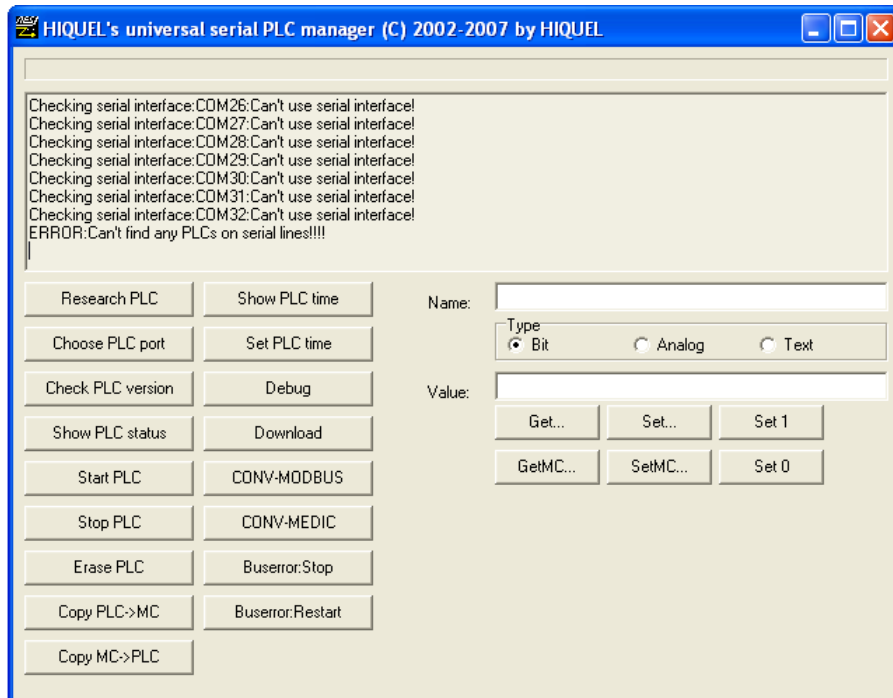 HIQUEL's universal serial PLC manager (C) 2002-2007 by HIQUEL
Checking serial interface:COM26:Can't use serial interface!
Checking serial interface:COM27:Can't use serial interface!
Checking serial interface:COM28:Can't use serial interface!
Checking serial interface:COM29:Can't use serial interface!
Checking serial interface:COM30:Can't use serial interface!
Checking serial interface:COM31:Can't use serial interface!
Checking serial interface:COM32:Can't use serial interface!
ERROR:Can't find any PLCs on serial lines!!!!
Research PLC
Show PLC time
Choose PLC port
Set PLC time
Check PLC version
Debug
Show PLC status
Download
Start PLC
CONV-MODBUS
Stop PLC
CONV-MEDIC
Erase PLC
Buserror:Stop
Copy PLC->MC
Buserror:Restart
Copy MC->PLC
Name:
Type
Bit Analog Text
Value:
Get... Set... Set 1
GetMC... SetMC... Set 0